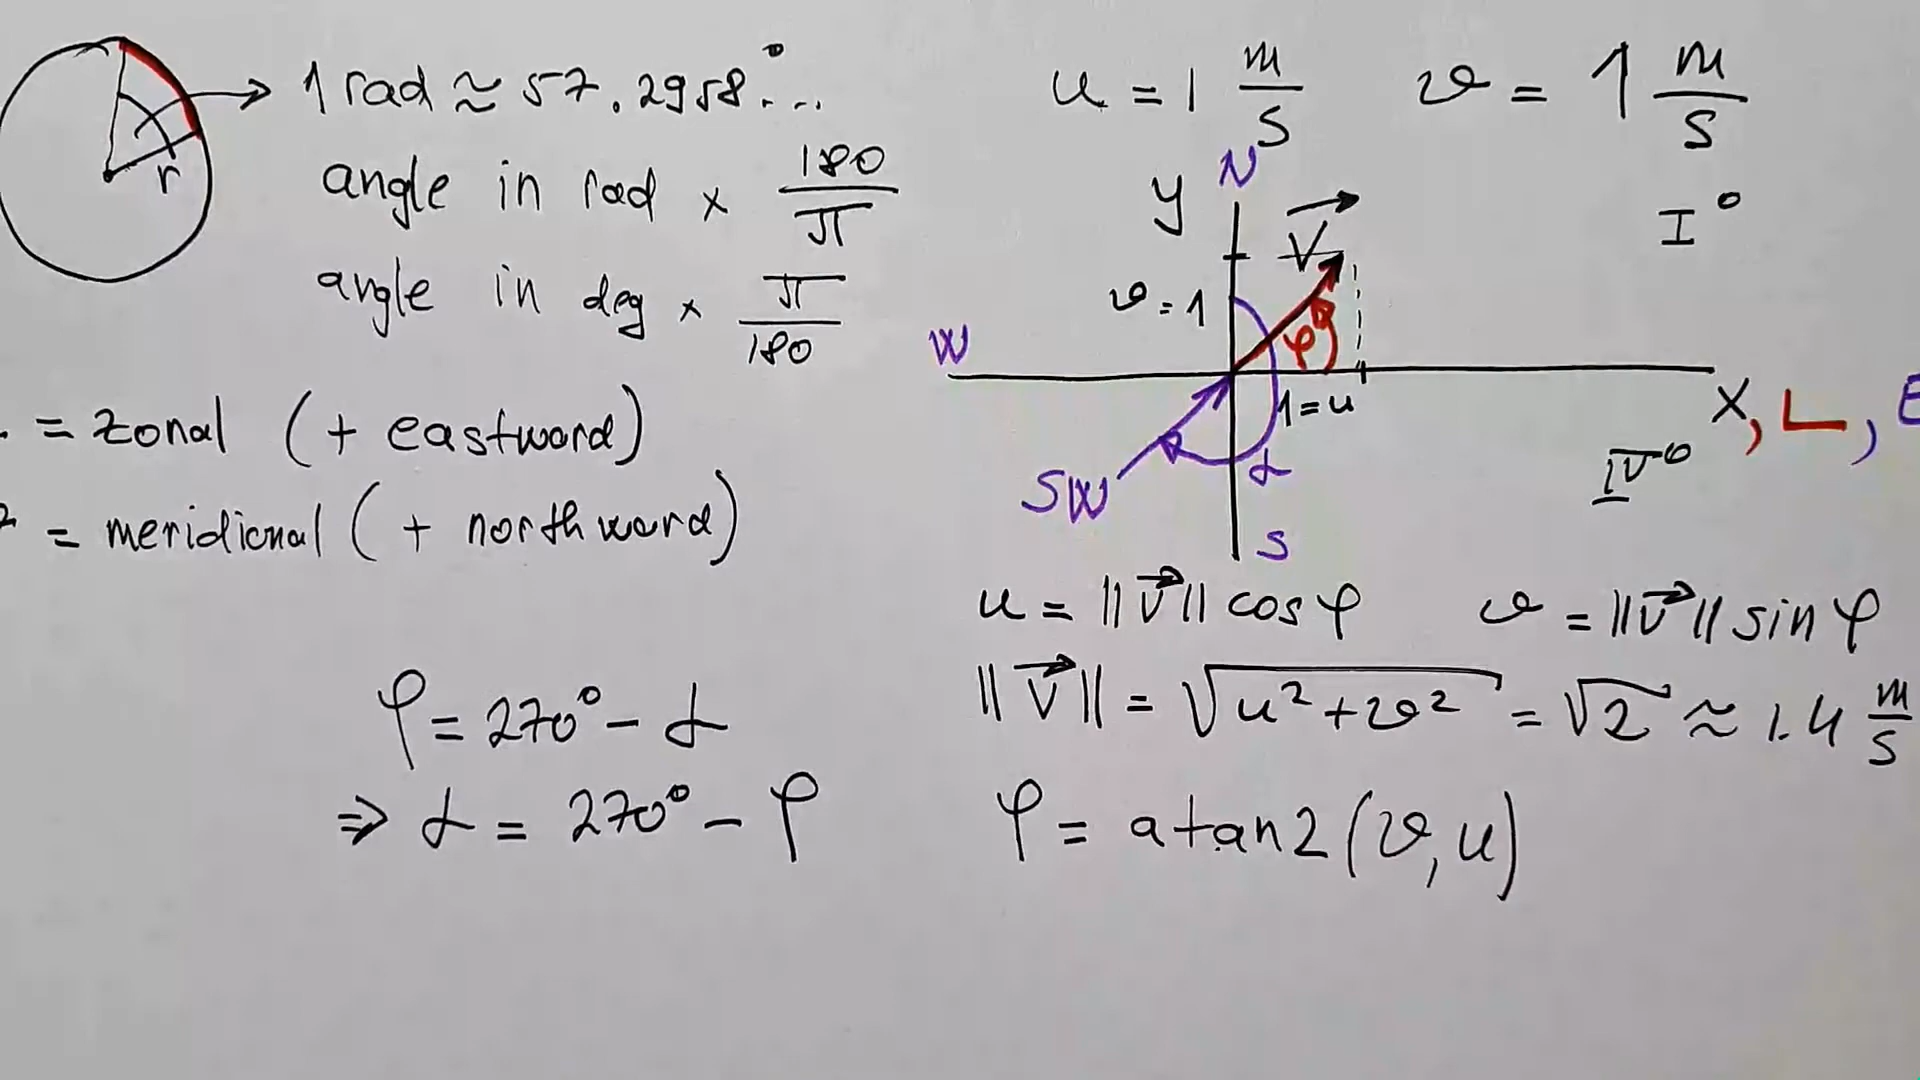 1 rad ≈ 57.2958...°
r
angle in rad × 180/π
angle in deg × π/180
= zonal (+ eastward)
= meridional (+ northward)
φ = 270° - α
⇒ α = 270° - φ
u = 1 m/s v = 1 m/s
N
y V⃗ I°
v = 1
φ
W
1 = u X, L, E
SW α IV°
S
u = ||V⃗|| cos φ v = ||V⃗|| sin φ
||V⃗|| = √(u² + v²) = √2 ≈ 1.4 m/s
φ = atan2(v, u)